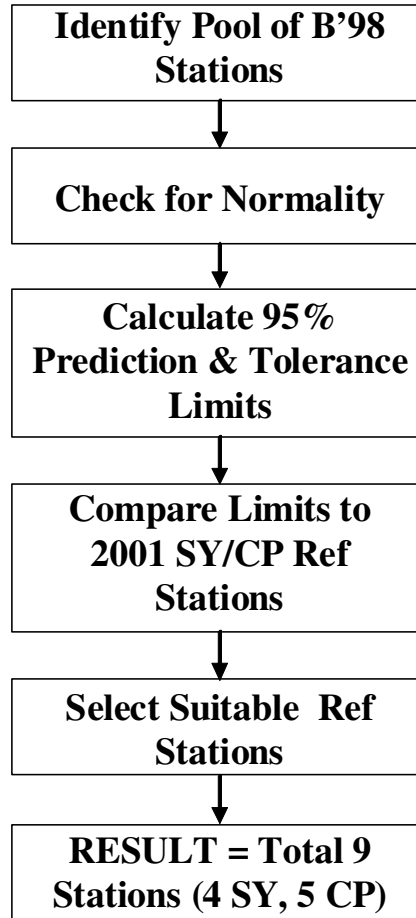 Identify Pool of B’98
Stations
Check for Normality
Calculate 95%
Prediction & Tolerance
Limits
Compare Limits to
2001 SY/CP Ref
Stations
Select Suitable Ref
Stations
RESULT = Total 9
Stations (4 SY, 5 CP)